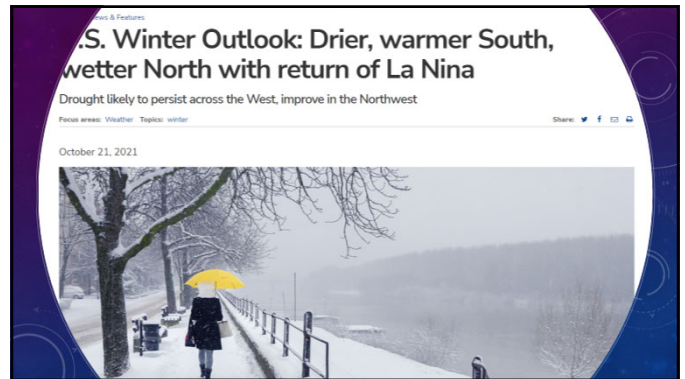 ews & Features
.S. Winter Outlook: Drier, warmer South,
wetter North with return of La Nina
Drought likely to persist across the West, improve in the Northwest
Focus areas: Weather Topics: winter
Share:
October 21, 2021